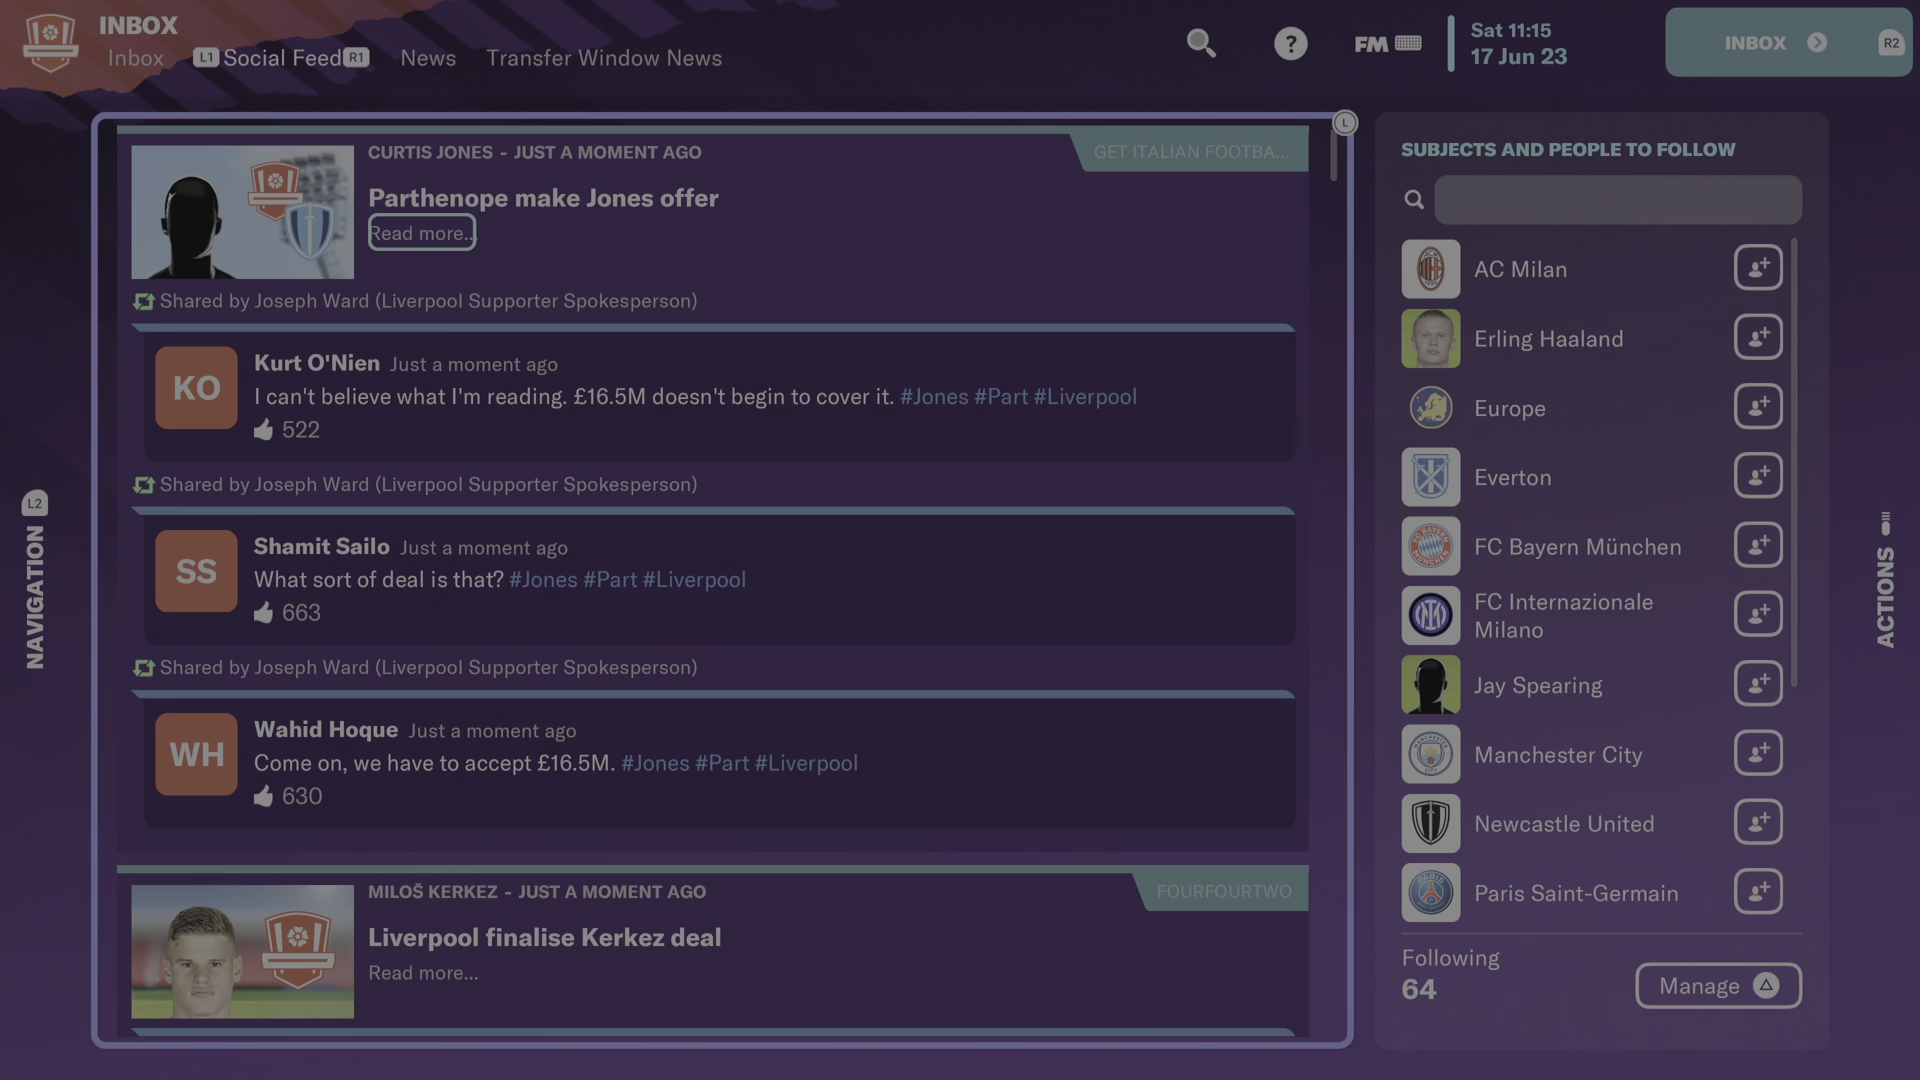 INBOX
Inbox L1 Social Feed R1 News Transfer Window News
? FM Sat 11:15
17 Jun 23
INBOX R2
L
CURTIS JONES - JUST A MOMENT AGO
GET ITALIAN FOOTBA...
Parthenope make Jones offer
Read more...
Shared by Joseph Ward (Liverpool Supporter Spokesperson)
KO
Kurt O'Nien Just a moment ago
I can't believe what I'm reading. £16.5M doesn't begin to cover it. #Jones #Part #Liverpool
522
Shared by Joseph Ward (Liverpool Supporter Spokesperson)
SS
Shamit Sailo Just a moment ago
What sort of deal is that? #Jones #Part #Liverpool
663
Shared by Joseph Ward (Liverpool Supporter Spokesperson)
WH
Wahid Hoque Just a moment ago
Come on, we have to accept £16.5M. #Jones #Part #Liverpool
630
MILOŠ KERKEZ - JUST A MOMENT AGO
FOURFOURTWO
Liverpool finalise Kerkez deal
Read more...
SUBJECTS AND PEOPLE TO FOLLOW
AC Milan
Erling Haaland
Europe
Everton
FC Bayern München
FC Internazionale
Milano
Jay Spearing
Manchester City
Newcastle United
Paris Saint-Germain
Following
64
Manage
L2
NAVIGATION
ACTIONS